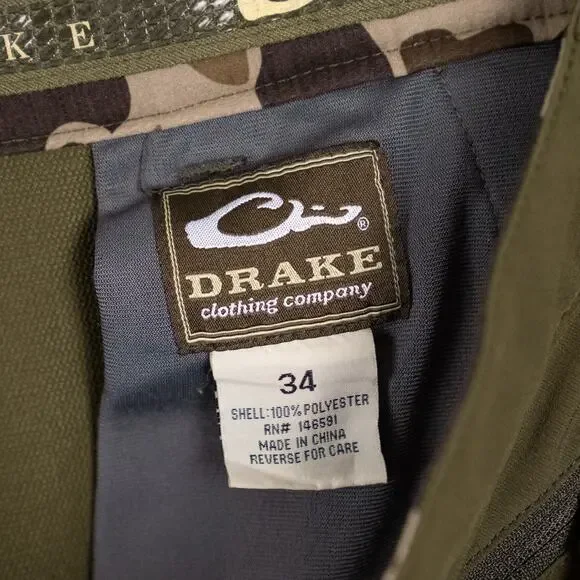 KE
®
DRAKE
clothing company
34
SHELL:100% POLYESTER
RN# 146591
MADE IN CHINA
REVERSE FOR CARE